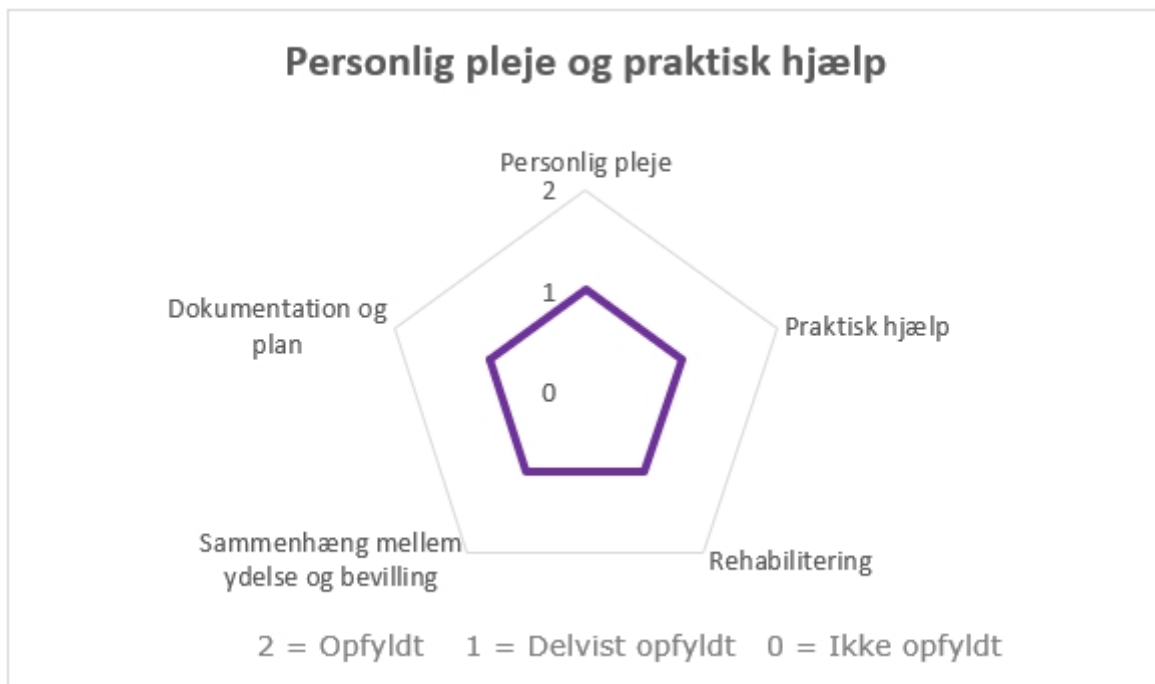 Personlig pleje og praktisk hjælp
Personlig pleje
2
1
0
Praktisk hjælp
Rehabilitering
Sammenhæng mellem
ydelse og bevilling
Dokumentation og
plan
2 = Opfyldt 1 = Delvist opfyldt 0 = Ikke opfyldt